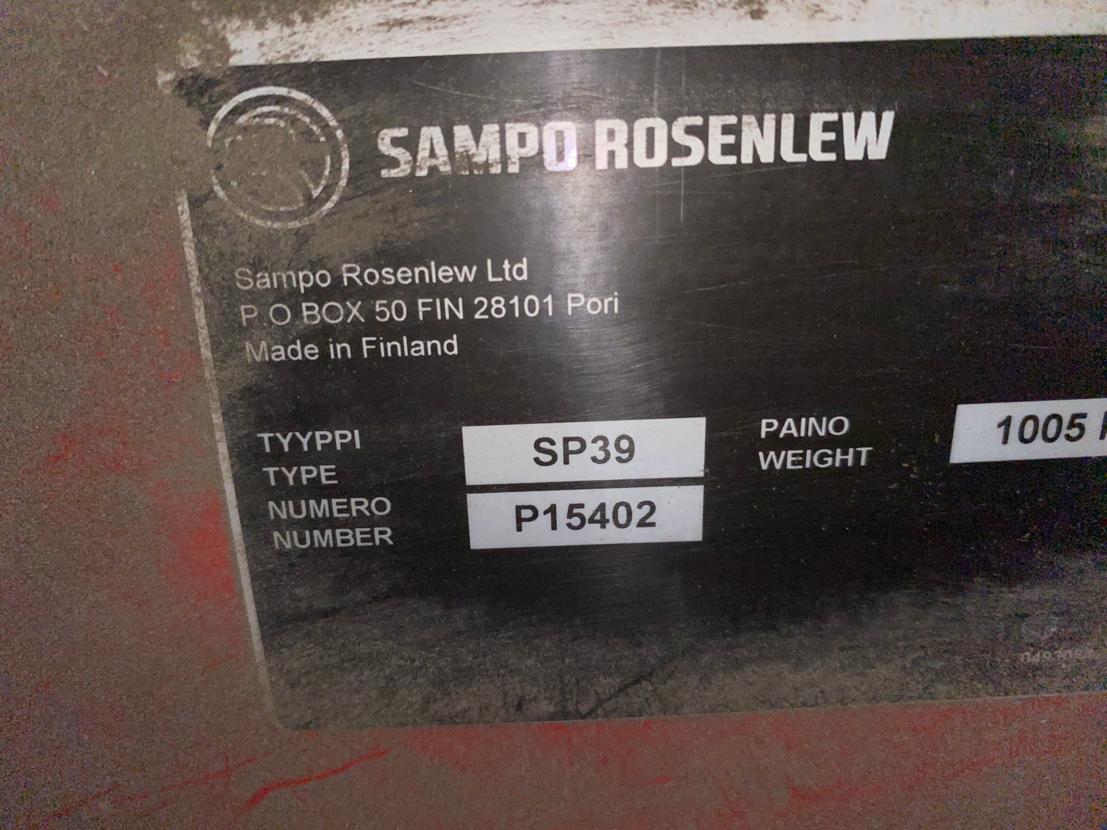 SAMPO ROSENLEW
Sampo Rosenlew Ltd
P.O BOX 50 FIN 28101 Pori
Made in Finland
TYYPPI
TYPE
SP39
PAINO
WEIGHT
1005
NUMERO
NUMBER
P15402